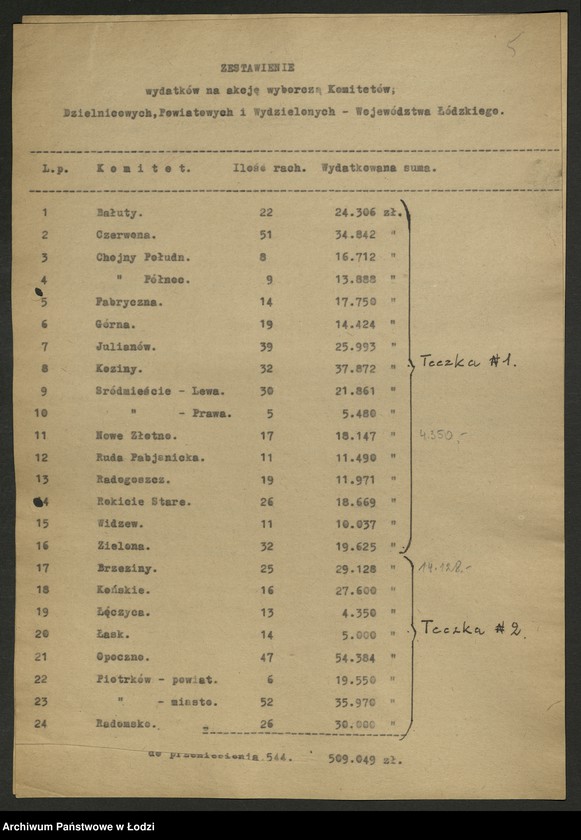 5
ZESTAWIENIE
wydatków na akcję wyborczą Komitetów;
Dzielnicowych,Powiatowych i Wydzielonych - Województwa Łódzkiego.
L.p. K o m i t e t. Ilość rach. Wydatkowana suma.
1 Bałuty. 22 24.306 zł.
2 Czerwona. 51 34.842 "
3 Chojny Połudn. 8 16.712 "
4 " Północ. 9 13.888 "
5 Fabryczna. 14 17.750 "
6 Górna. 19 14.424 "
7 Julianów. 39 25.993 "
Teczka #1.
8 Koziny. 32 37.872 "
9 Sródmieście - Lewa. 30 21.861 "
10 " - Prawa. 5 5.480 "
11 Nowe Złotno. 17 18.147 " 4.350,-
12 Ruda Pabjanicka. 11 11.490 "
13 Radogoszcz. 19 11.971 "
14 Rokicie Stare. 26 18.669 "
15 Widzew. 11 10.037 "
16 Zielona. 32 19.625 "
17 Brzeziny. 25 29.128 " 14.128.-
18 Końskie. 16 27.600 "
19 Łęczyca. 13 4.350 "
20 Łask. 14 5.000 " Teczka #2.
21 Opoczno. 47 54.384 "
22 Piotrków - powiat. 6 19.550 "
23 " - miasto. 52 35.970 "
24 Radomsko. 26 30.000 "
do przeniesienia 544. 509.049 zł.
Archiwum Państwowe w Łodzi